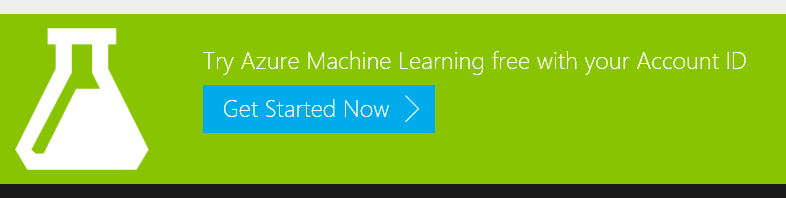 Try Azure Machine Learning free with your Account ID
Get Started Now